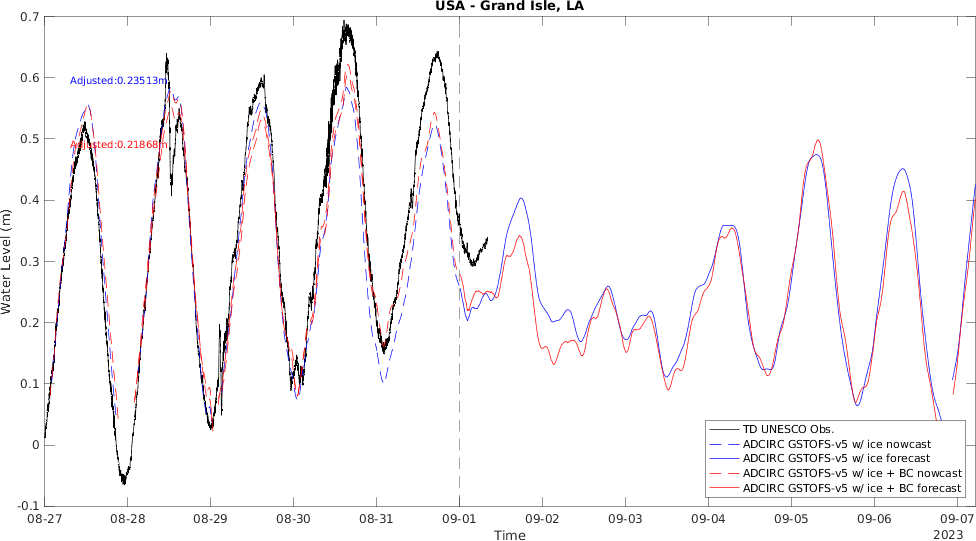 USA - Grand Isle, LA
0.7
0.6
0.5
0.4
0.3
0.2
0.1
0
-0.1
Water Level (m)
Adjusted:0.23513m
Adjusted:0.21868m
TD UNESCO Obs.
ADCIRC GSTOFS-v5 w/ ice nowcast
ADCIRC GSTOFS-v5 w/ ice forecast
ADCIRC GSTOFS-v5 w/ ice + BC nowcast
ADCIRC GSTOFS-v5 w/ ice + BC forecast
08-27 08-28 08-29 08-30 08-31 09-01 09-02 09-03 09-04 09-05 09-06 09-07
Time
2023